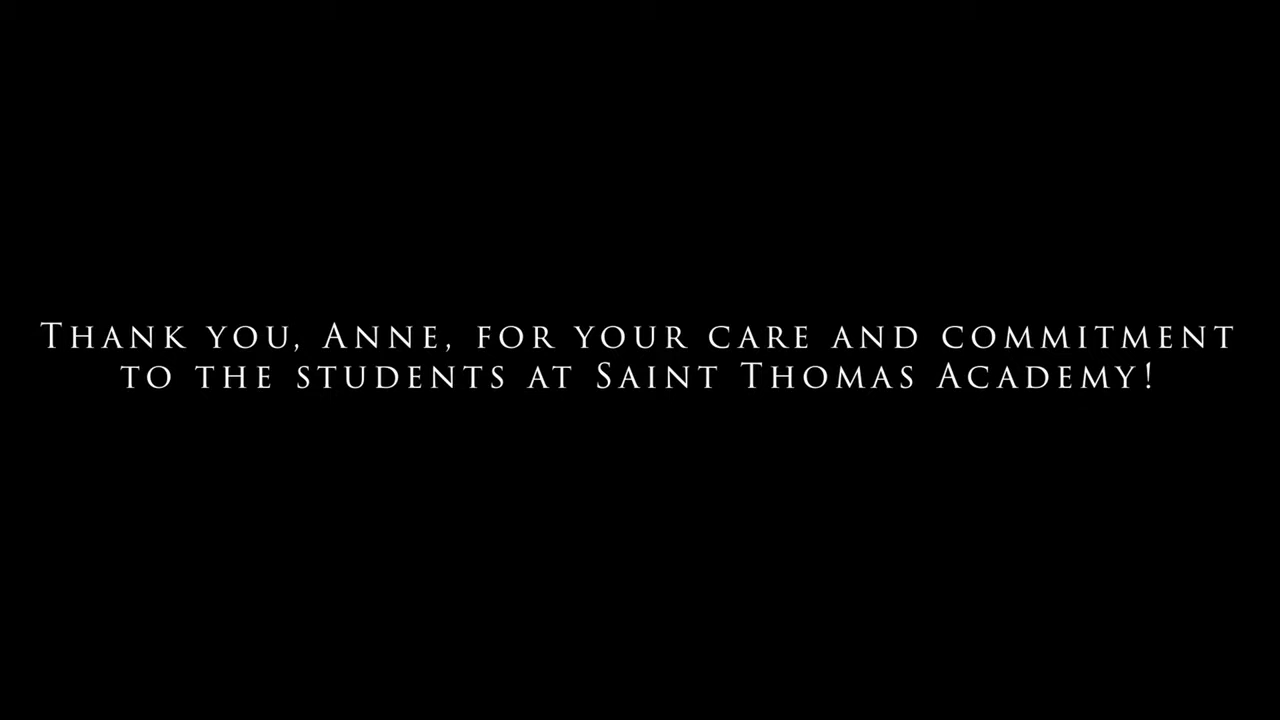 Thank you, Anne, for your care and commitment
to the students at Saint Thomas Academy!